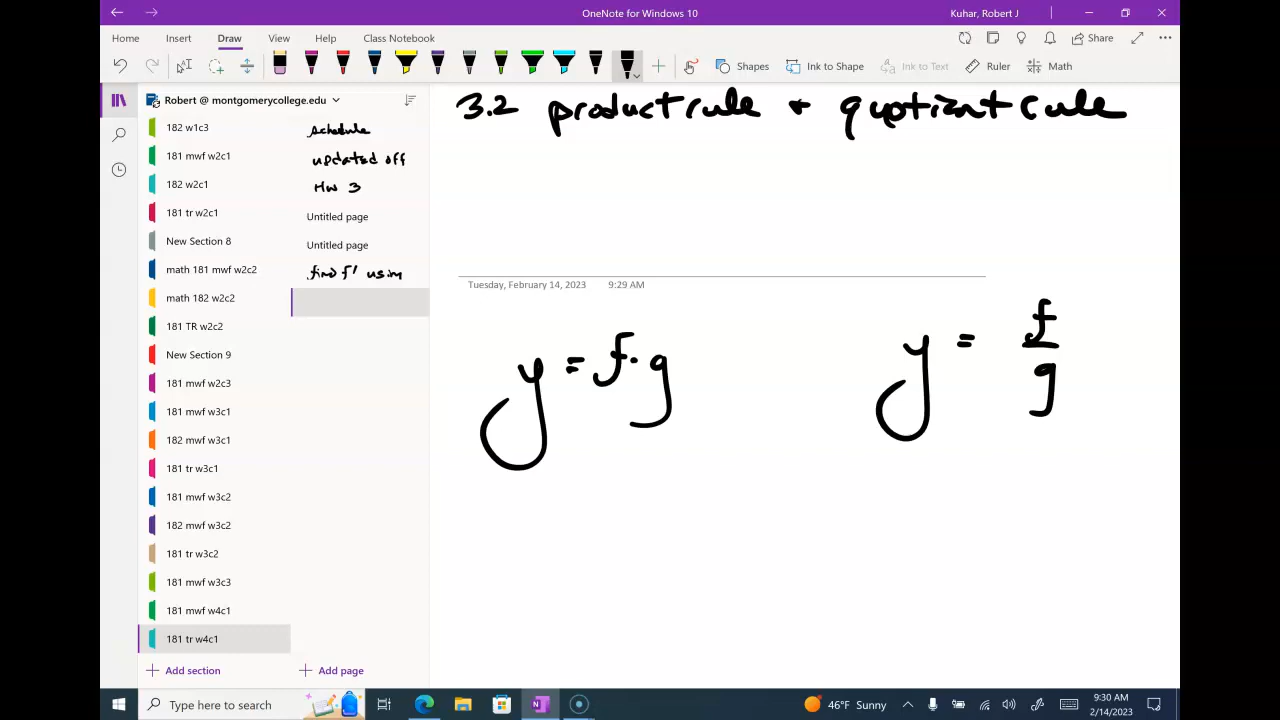 OneNote for Windows 10
Kuhar, Robert J
Home Insert Draw View Help Class Notebook
Share
Shapes Ink to Shape Ink to Text Ruler Math
Robert @ montgomerycollege.edu
182 w1c3
181 mwf w2c1
182 w2c1
181 tr w2c1
New Section 8
math 181 mwf w2c2
math 182 w2c2
181 TR w2c2
New Section 9
181 mwf w2c3
181 mwf w3c1
182 mwf w3c1
181 tr w3c1
181 mwf w3c2
182 mwf w3c2
181 tr w3c2
181 mwf w3c3
181 mwf w4c1
181 tr w4c1
Add section
schedule
updated off
Hw 3
Untitled page
Untitled page
find f' using
Add page
3.2 product rule + quotient rule
Tuesday, February 14, 2023 9:29 AM
y = f · g
y = f/g
Type here to search
46°F Sunny
9:30 AM
2/14/2023